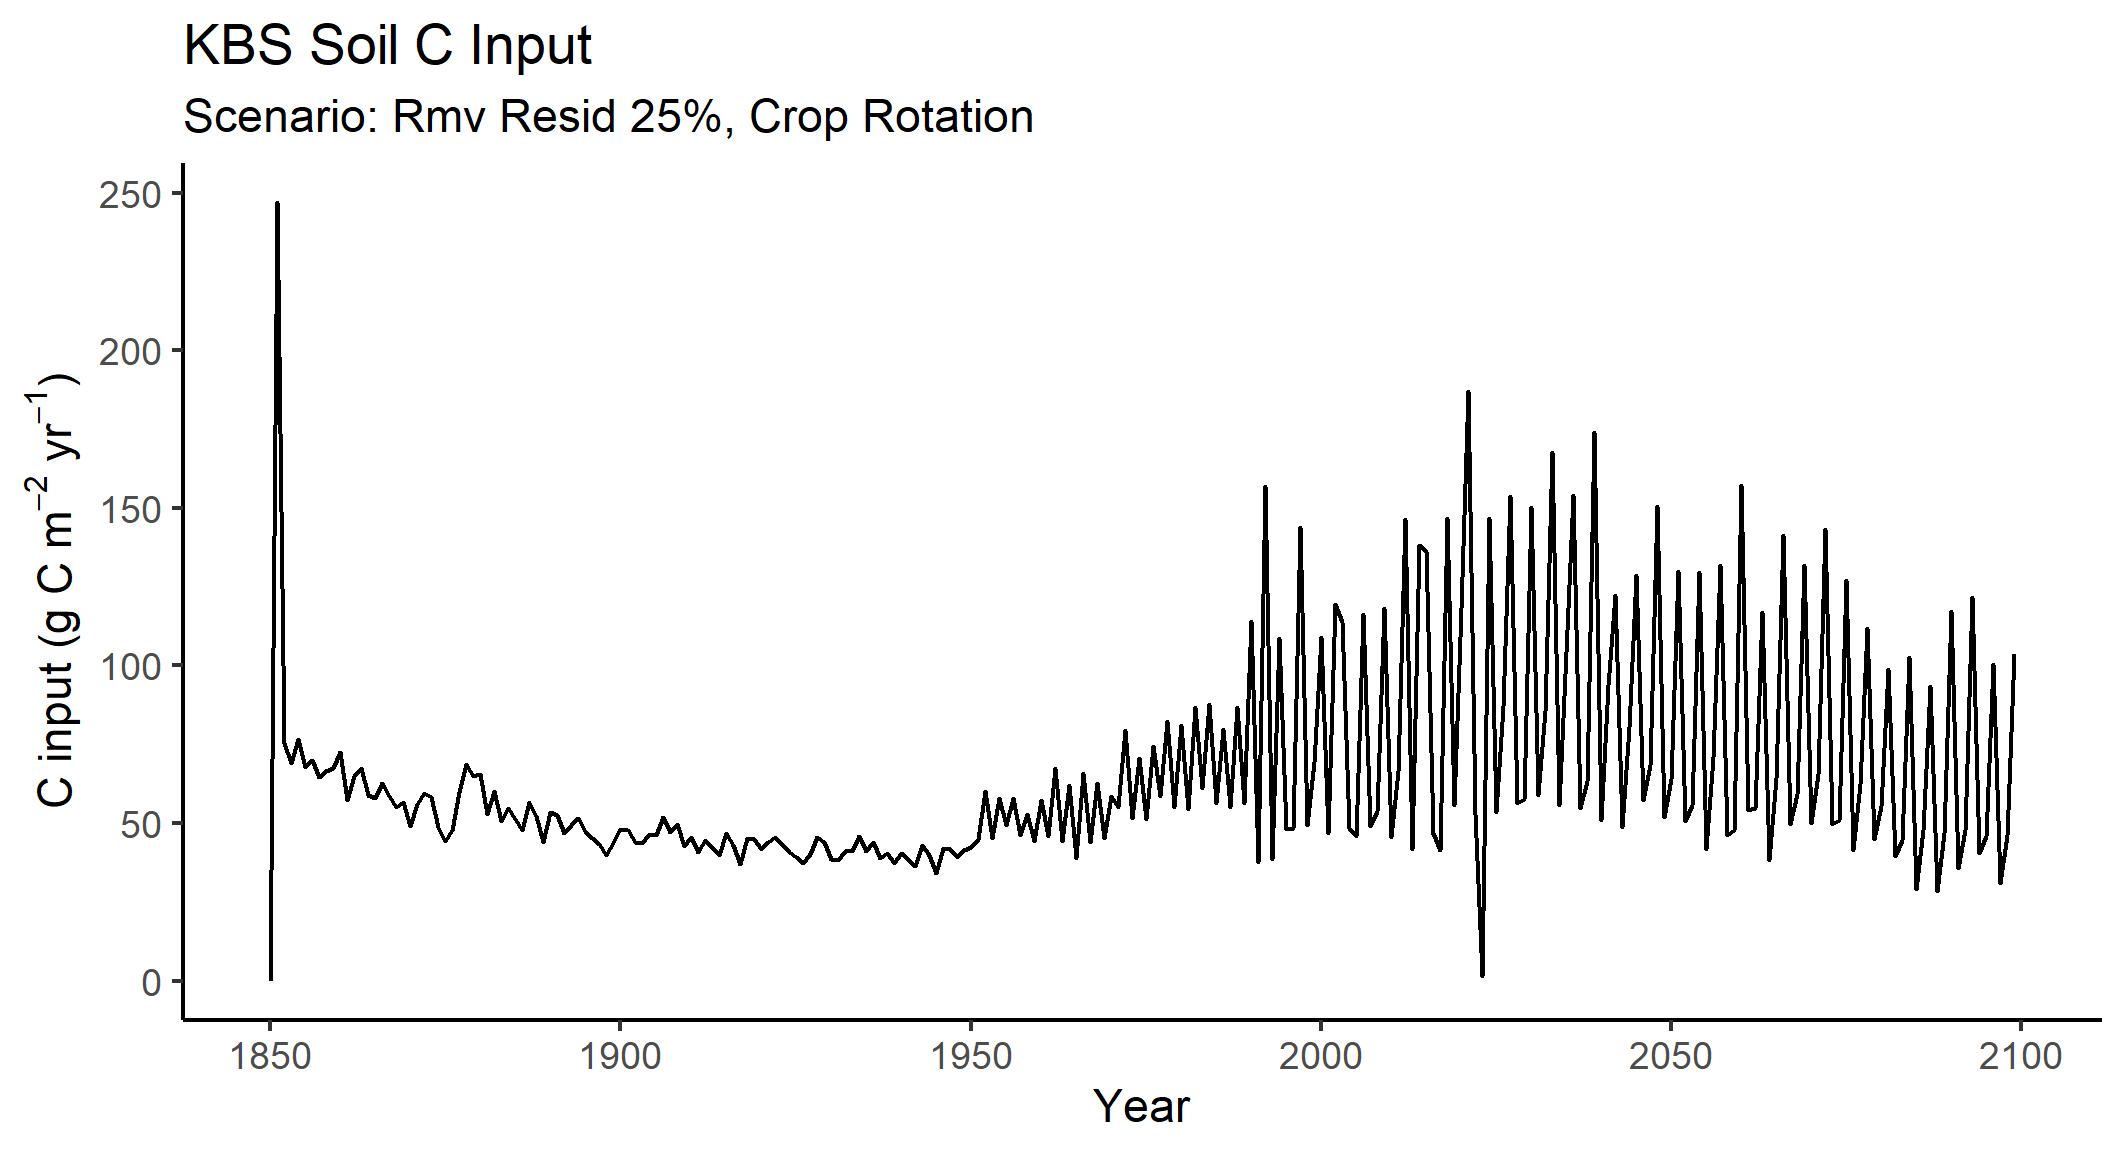 KBS Soil C Input
Scenario: Rmv Resid 25%, Crop Rotation
C input (g C m⁻² yr⁻¹)
250
200
150
100
50
0
1850 1900 1950 2000 2050 2100
Year